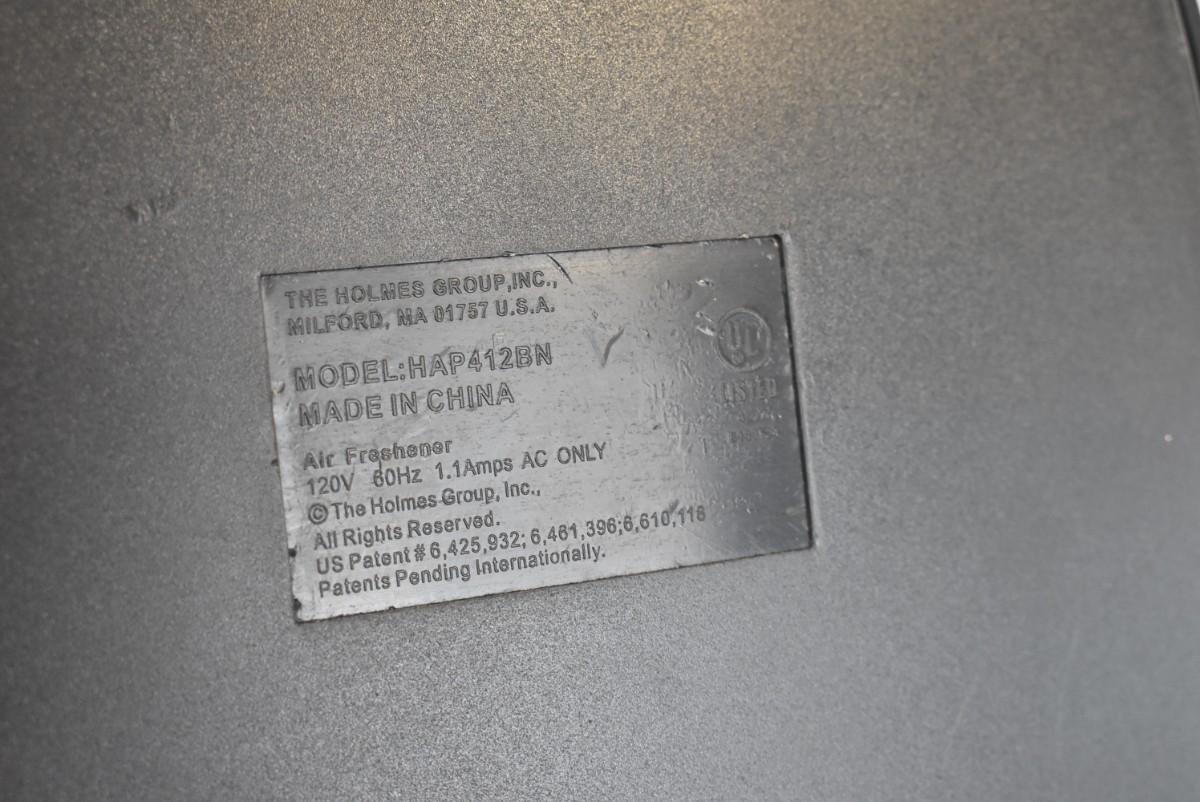 THE HOLMES GROUP,INC.,
MILFORD, MA 01757 U.S.A.
MODEL:HAP412BN
MADE IN CHINA
Air Freshener
120V 60Hz 1.1Amps AC ONLY
©The Holmes Group, Inc.,
All Rights Reserved.
US Patent # 6,425,932; 6,461,396;6,610,118
Patents Pending Internationally.
UL
LISTED